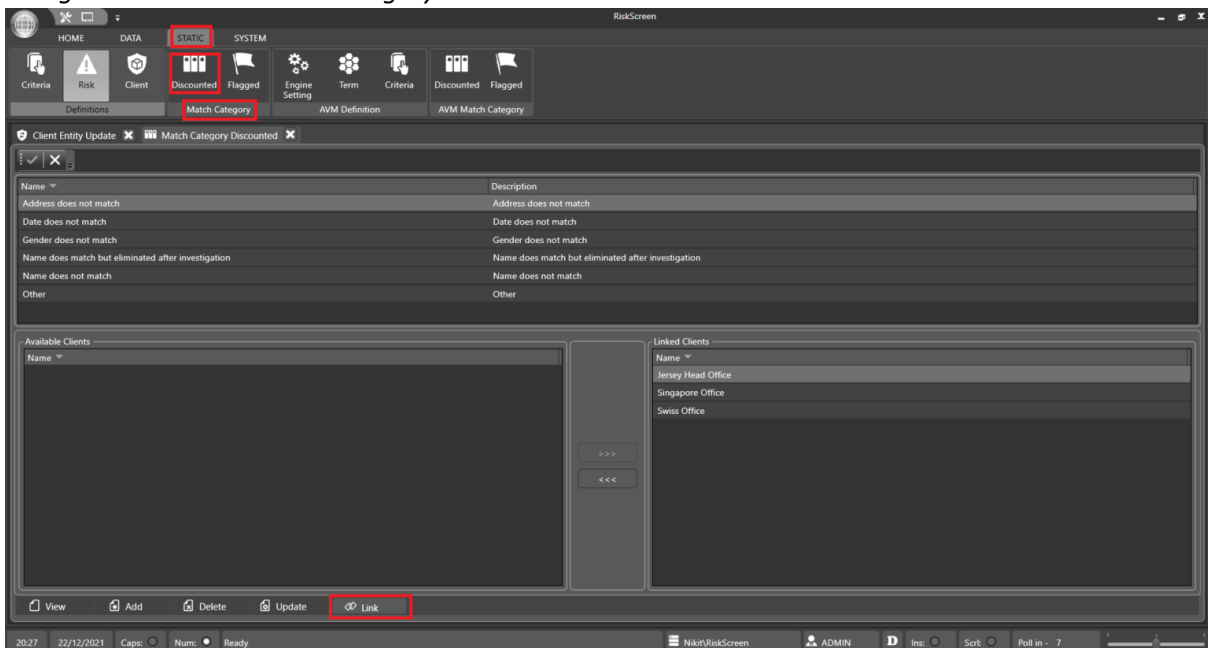 RiskScreen
HOME DATA STATIC SYSTEM
Criteria Risk Client Discounted Flagged Engine Setting Term Criteria Discounted Flagged
Definitions Match Category AVM Definition AVM Match Category
Client Entity Update Match Category Discounted
Name Description
Address does not match Address does not match
Date does not match Date does not match
Gender does not match Gender does not match
Name does match but eliminated after investigation Name does match but eliminated after investigation
Name does not match Name does not match
Other Other
Available Clients Linked Clients
Name Name
Jersey Head Office
Singapore Office
Swiss Office
>>>
<<<
View Add Delete Update Link
20:27 22/12/2021 Caps: Num: Ready Nikit\RiskScreen ADMIN D Ins: Scrl: Poll in - 7